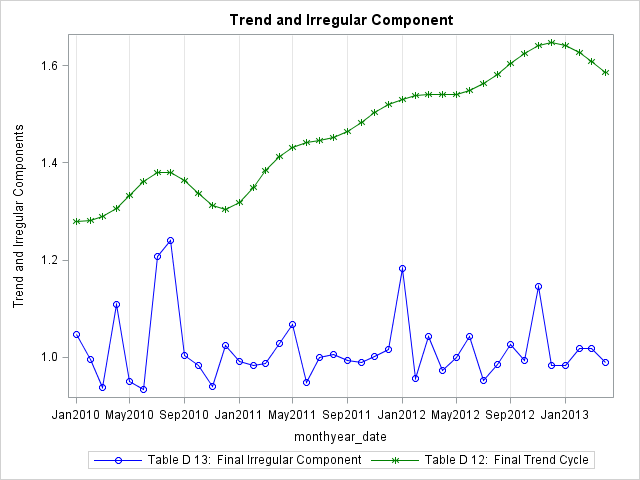 Trend and Irregular Component
Trend and Irregular Components
1.6
1.4
1.2
1.0
Jan2010 May2010 Sep2010 Jan2011 May2011 Sep2011 Jan2012 May2012 Sep2012 Jan2013
monthyear_date
Table D 13: Final Irregular Component Table D 12: Final Trend Cycle